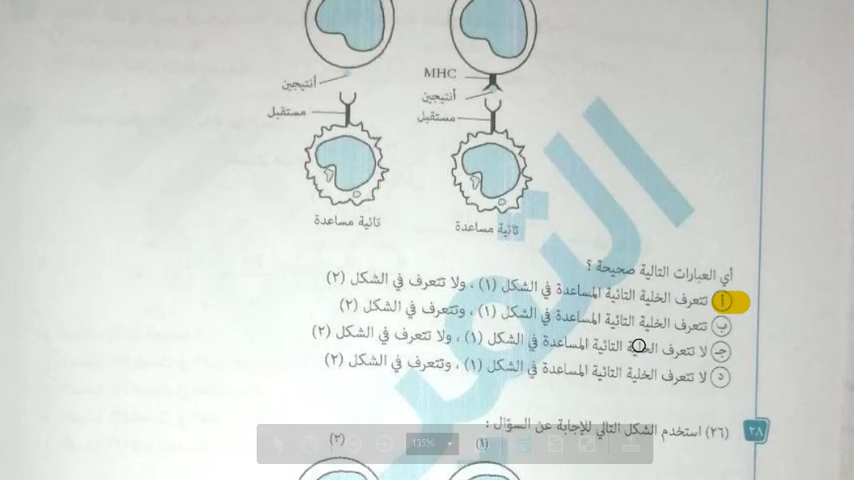 MHC
أنتيجين
مستقبل
تائية مساعدة
أنتيجين
مستقبل
تائية مساعدة
أي العبارات التالية صحيحة ؟
أ تتعرف الخلية التائية المساعدة في الشكل (١) ، ولا تتعرف في الشكل (٢)
ب تتعرف الخلية التائية المساعدة في الشكل (١) ، وتتعرف في الشكل (٢)
جـ لا تتعرف الخلية التائية المساعدة في الشكل (١) ، ولا تتعرف في الشكل (٢)
د لا تتعرف الخلية التائية المساعدة في الشكل (١) ، وتتعرف في الشكل (٢)
٢٨ (٢٦) استخدم الشكل التالي للإجابة عن السؤال :
(١) (٢)
135%